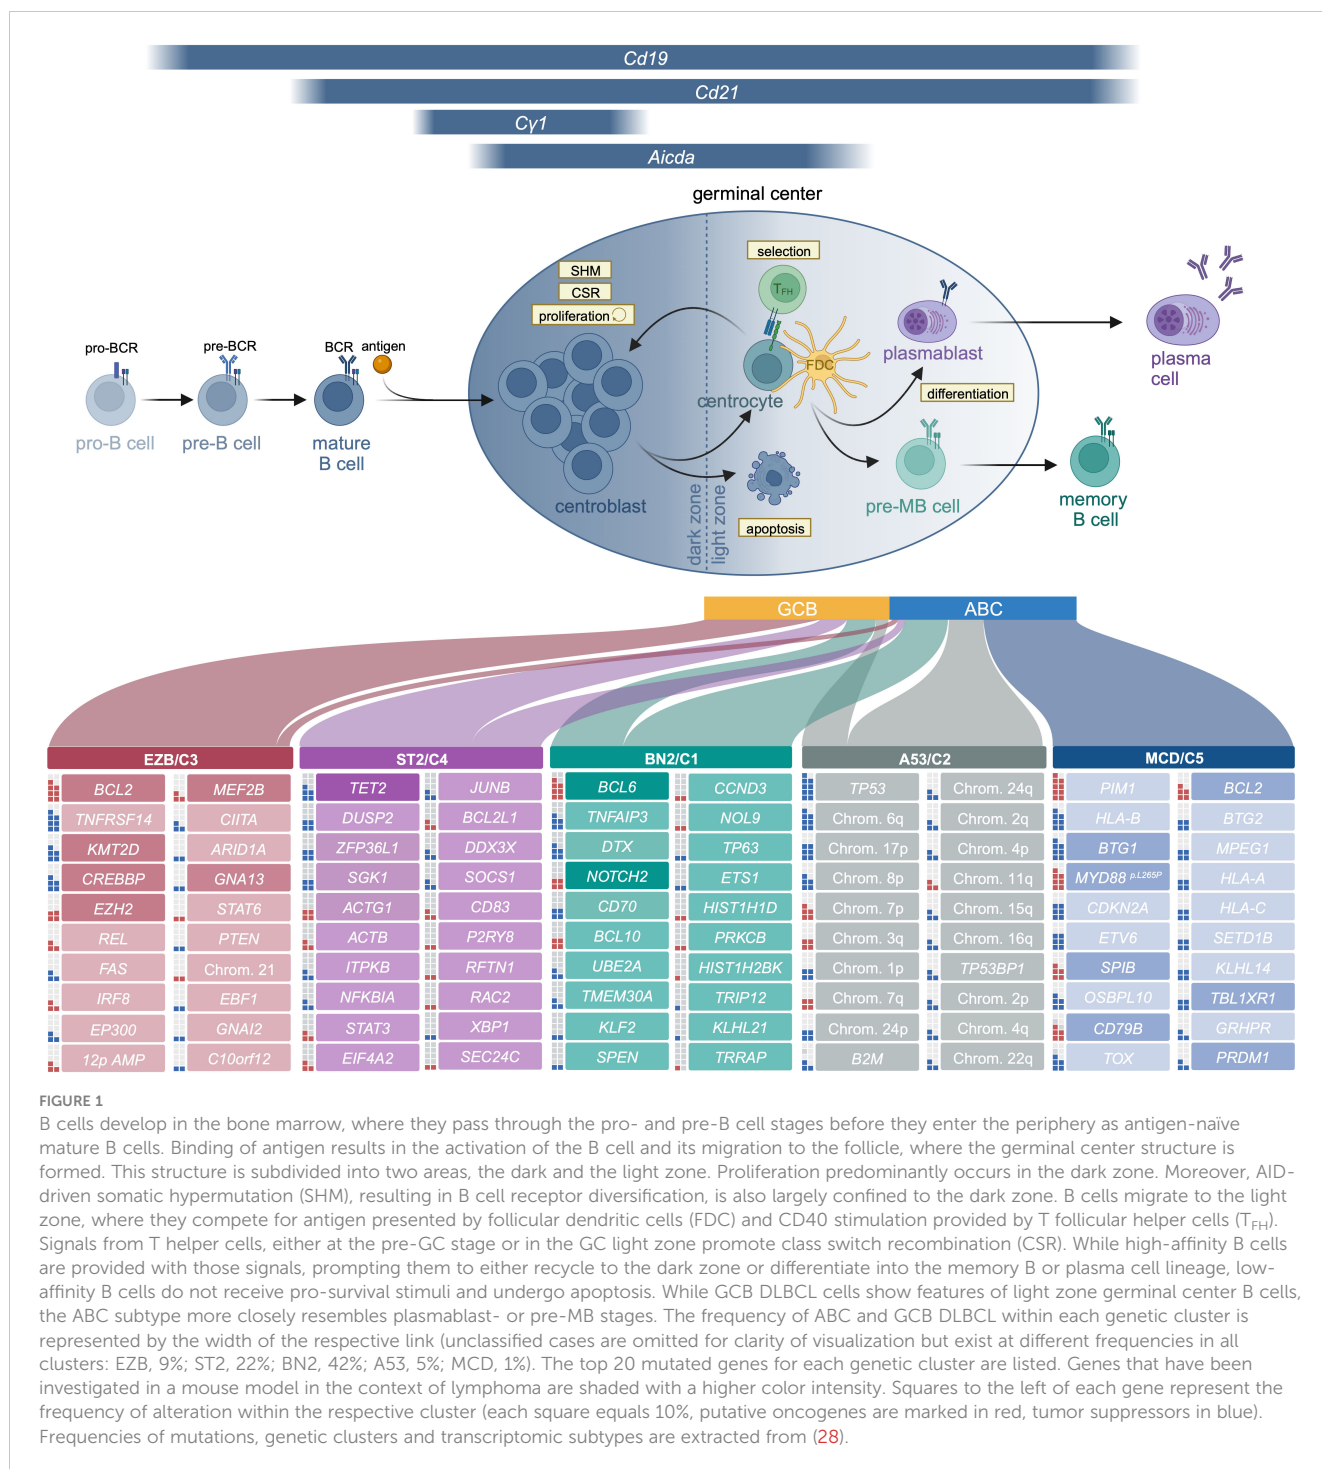 Cd19
Cd21
Cγ1
Aicda
germinal center
selection
SHM
CSR
proliferation
TFH
FDC
centrocyte
plasmablast
differentiation
plasma
cell
pro-BCR
pre-BCR
BCR
antigen
pro-B cell
pre-B cell
mature
B cell
centroblast
dark zone
light zone
apoptosis
pre-MB cell
memory
B cell
GCB
ABC
EZB/C3
BCL2
MEF2B
TNFRSF14
CIITA
KMT2D
ARID1A
CREBBP
GNA13
EZH2
STAT6
REL
PTEN
FAS
Chrom. 21
IRF8
EBF1
EP300
GNAI2
12p AMP
C10orf12
ST2/C4
TET2
JUNB
DUSP2
BCL2L1
ZFP36L1
DDX3X
SGK1
SOCS1
ACTG1
CD83
ACTB
P2RY8
ITPKB
RFTN1
NFKBIA
RAC2
STAT3
XBP1
EIF4A2
SEC24C
BN2/C1
BCL6
CCND3
TNFAIP3
NOL9
DTX
TP63
NOTCH2
ETS1
CD70
HIST1H1D
BCL10
PRKCB
UBE2A
HIST1H2BK
TMEM30A
TRIP12
KLF2
KLHL21
SPEN
TRRAP
A53/C2
TP53
Chrom. 24q
Chrom. 6q
Chrom. 2q
Chrom. 17p
Chrom. 4p
Chrom. 8p
Chrom. 11q
Chrom. 7p
Chrom. 15q
Chrom. 3q
Chrom. 16q
Chrom. 1p
TP53BP1
Chrom. 7q
Chrom. 2p
Chrom. 24p
Chrom. 4q
B2M
Chrom. 22q
MCD/C5
PIM1
BCL2
HLA-B
BTG2
BTG1
MPEG1
MYD88 p.L265P
HLA-A
CDKN2A
HLA-C
ETV6
SETD1B
SPIB
KLHL14
OSBPL10
TBL1XR1
CD79B
GRHPR
TOX
PRDM1
FIGURE 1
B cells develop in the bone marrow, where they pass through the pro- and pre-B cell stages before they enter the periphery as antigen-naïve
mature B cells. Binding of antigen results in the activation of the B cell and its migration to the follicle, where the germinal center structure is
formed. This structure is subdivided into two areas, the dark and the light zone. Proliferation predominantly occurs in the dark zone. Moreover, AID-
driven somatic hypermutation (SHM), resulting in B cell receptor diversification, is also largely confined to the dark zone. B cells migrate to the light
zone, where they compete for antigen presented by follicular dendritic cells (FDC) and CD40 stimulation provided by T follicular helper cells (TFH).
Signals from T helper cells, either at the pre-GC stage or in the GC light zone promote class switch recombination (CSR). While high-affinity B cells
are provided with those signals, prompting them to either recycle to the dark zone or differentiate into the memory B or plasma cell lineage, low-
affinity B cells do not receive pro-survival stimuli and undergo apoptosis. While GCB DLBCL cells show features of light zone germinal center B cells,
the ABC subtype more closely resembles plasmablast- or pre-MB stages. The frequency of ABC and GCB DLBCL within each genetic cluster is
represented by the width of the respective link (unclassified cases are omitted for clarity of visualization but exist at different frequencies in all
clusters: EZB, 9%; ST2, 22%; BN2, 42%; A53, 5%; MCD, 1%). The top 20 mutated genes for each genetic cluster are listed. Genes that have been
investigated in a mouse model in the context of lymphoma are shaded with a higher color intensity. Squares to the left of each gene represent the
frequency of alteration within the respective cluster (each square equals 10%, putative oncogenes are marked in red, tumor suppressors in blue).
Frequencies of mutations, genetic clusters and transcriptomic subtypes are extracted from (28).